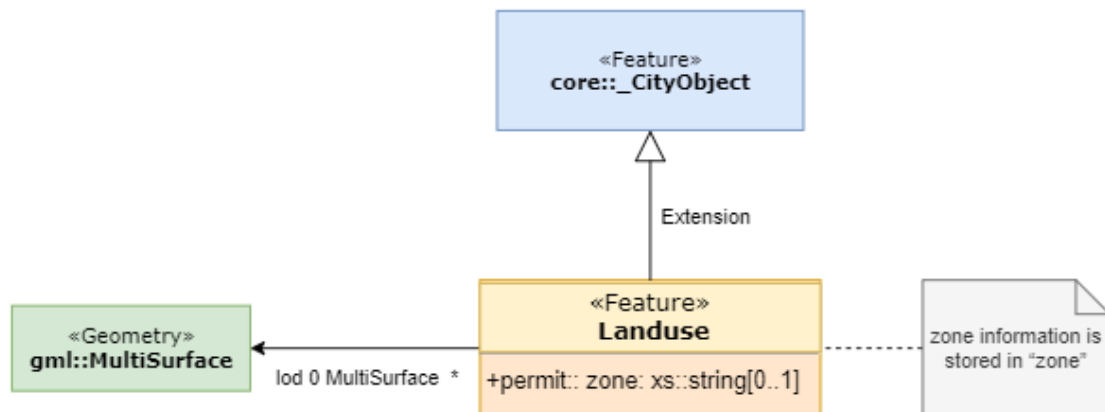 «Feature»
core::_CityObject
Extension
«Feature»
Landuse
+permit:: zone: xs::string[0..1]
«Geometry»
gml::MultiSurface
lod 0 MultiSurface *
zone information is
stored in “zone”